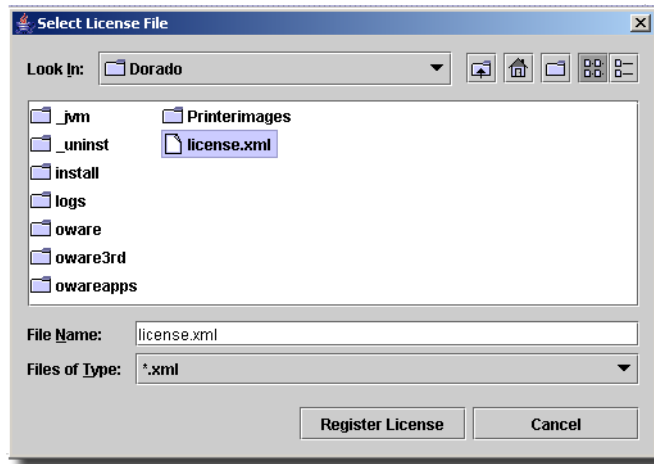 Select License File
Look In: Dorado
_jvm Printerimages
_uninst license.xml
install
logs
oware
oware3rd
owareapps
File Name: license.xml
Files of Type: *.xml
Register License Cancel